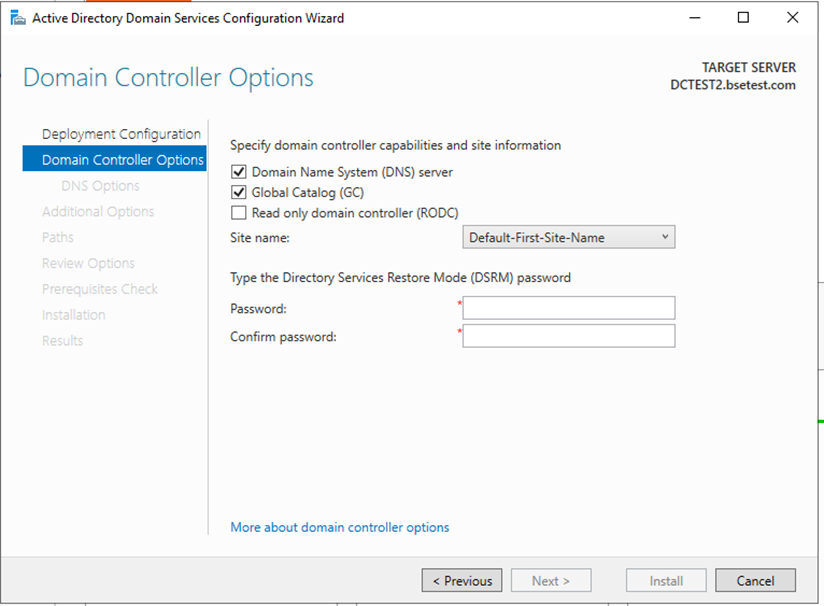 Active Directory Domain Services Configuration Wizard
Domain Controller Options
TARGET SERVER
DCTEST2.bsetest.com
Deployment Configuration
Domain Controller Options
DNS Options
Additional Options
Paths
Review Options
Prerequisites Check
Installation
Results
Specify domain controller capabilities and site information
Domain Name System (DNS) server
Global Catalog (GC)
Read only domain controller (RODC)
Site name: Default-First-Site-Name
Type the Directory Services Restore Mode (DSRM) password
Password: *
Confirm password: *
More about domain controller options
< Previous Next > Install Cancel